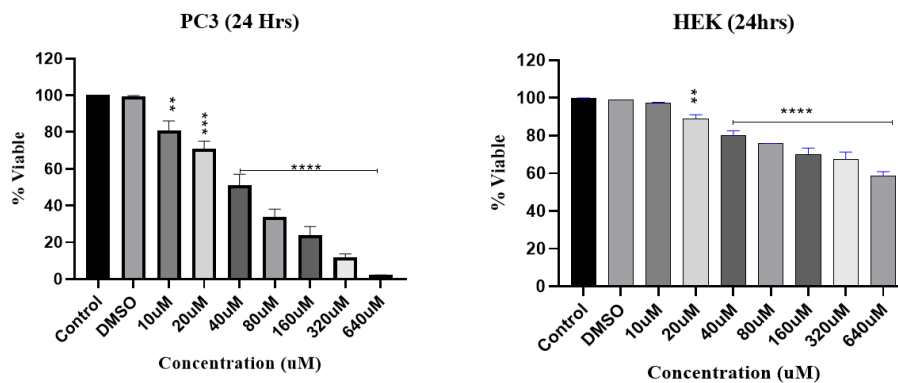 PC3 (24 Hrs)
120
100
80
60
40
20
0
% Viable
**
***
****
Control
DMSO
10uM
20uM
40uM
80uM
160uM
320uM
640uM
Concentration (uM)
HEK (24hrs)
120
100
80
60
40
20
0
% Viable
**
****
Control
DMSO
10uM
20uM
40uM
80uM
160uM
320uM
640uM
Concentration (uM)